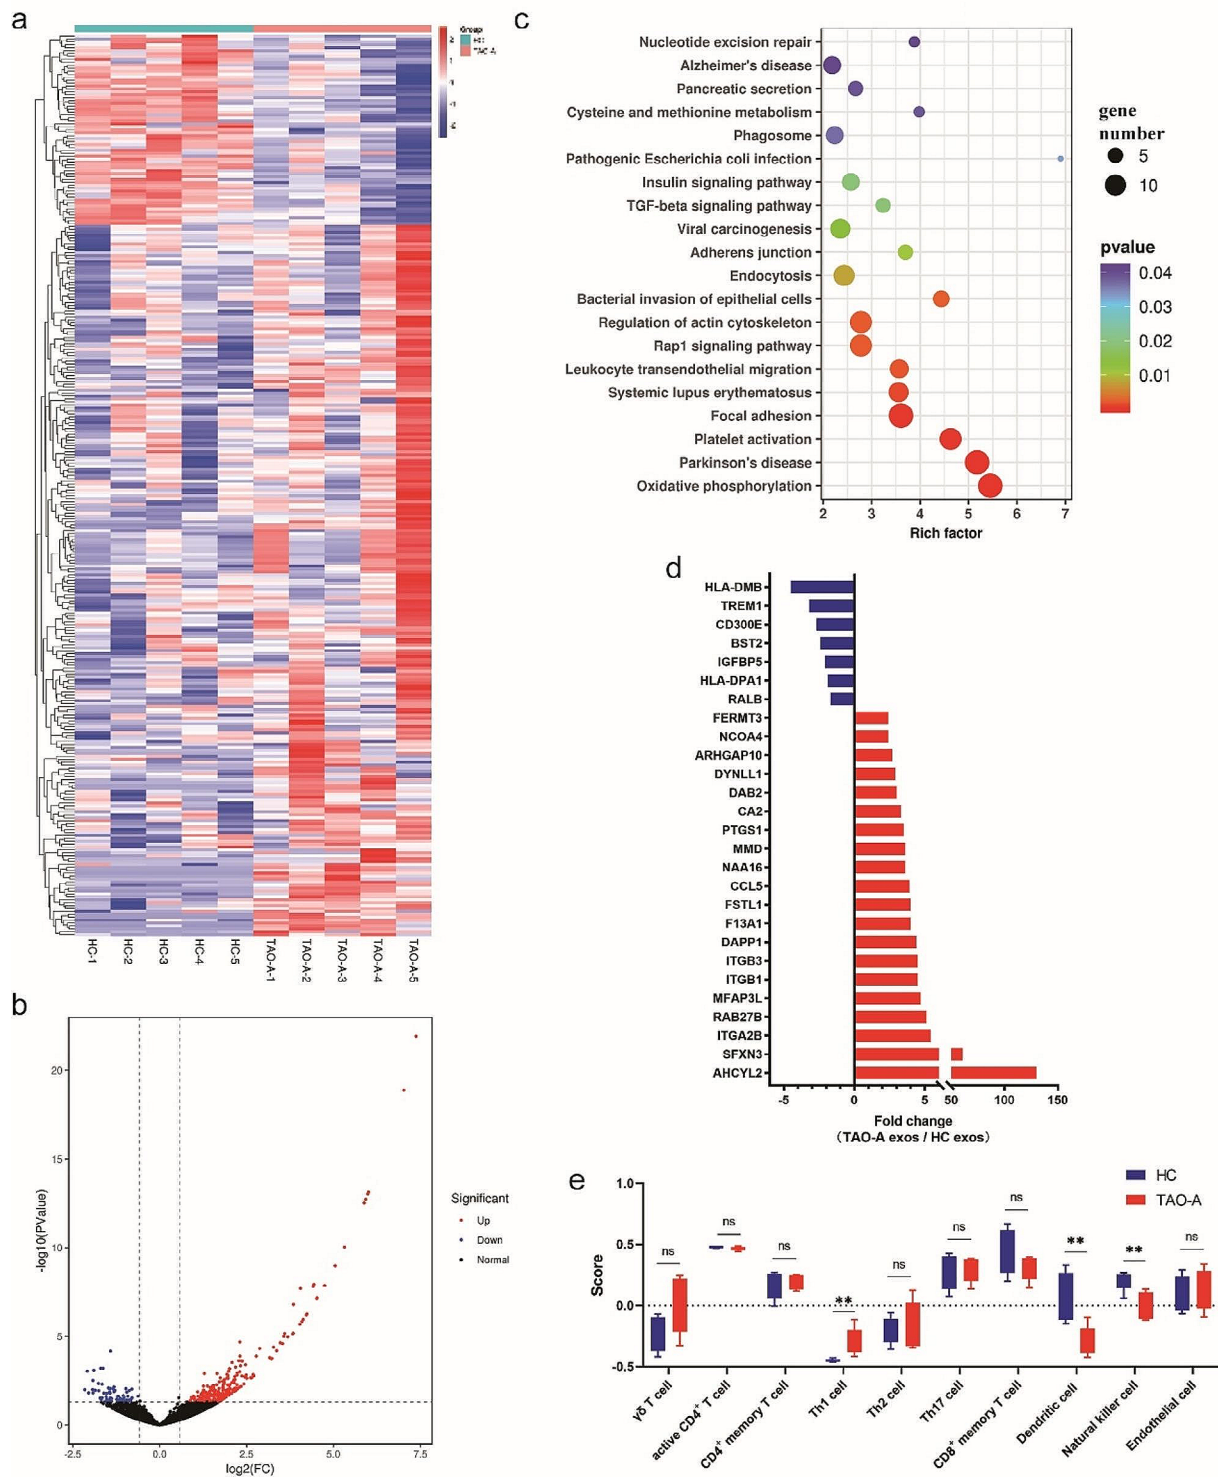 a
Group
HC
TAO-A
2
1
0
-1
-2
HC-1
HC-2
HC-3
HC-4
HC-5
TAO-A-1
TAO-A-2
TAO-A-3
TAO-A-4
TAO-A-5
b
-log10(PValue)
20
15
10
5
0
-2.5
0.0
2.5
5.0
7.5
log2(FC)
Significant
Up
Down
Normal
c
Nucleotide excision repair
Alzheimer's disease
Pancreatic secretion
Cysteine and methionine metabolism
Phagosome
Pathogenic Escherichia coli infection
Insulin signaling pathway
TGF-beta signaling pathway
Viral carcinogenesis
Adherens junction
Endocytosis
Bacterial invasion of epithelial cells
Regulation of actin cytoskeleton
Rap1 signaling pathway
Leukocyte transendothelial migration
Systemic lupus erythematosus
Focal adhesion
Platelet activation
Parkinson's disease
Oxidative phosphorylation
2
3
4
5
6
7
Rich factor
gene
number
5
10
pvalue
0.04
0.03
0.02
0.01
d
HLA-DMB
TREM1
CD300E
BST2
IGFBP5
HLA-DPA1
RALB
FERMT3
NCOA4
ARHGAP10
DYNLL1
DAB2
CA2
PTGS1
MMD
NAA16
CCL5
FSTL1
F13A1
DAPP1
ITGB3
ITGB1
MFAP3L
RAB27B
ITGA2B
SFXN3
AHCYL2
-5
0
5
50
100
150
Fold change
(TAO-A exos / HC exos)
e
HC
TAO-A
Score
1.0
0.5
0.0
-0.5
ns
ns
ns
**
ns
ns
ns
**
**
ns
γδ T cell
active CD4+ T cell
CD4+ memory T cell
Th1 cell
Th2 cell
Th17 cell
CD8+ memory T cell
Dendritic cell
Natural killer cell
Endothelial cell